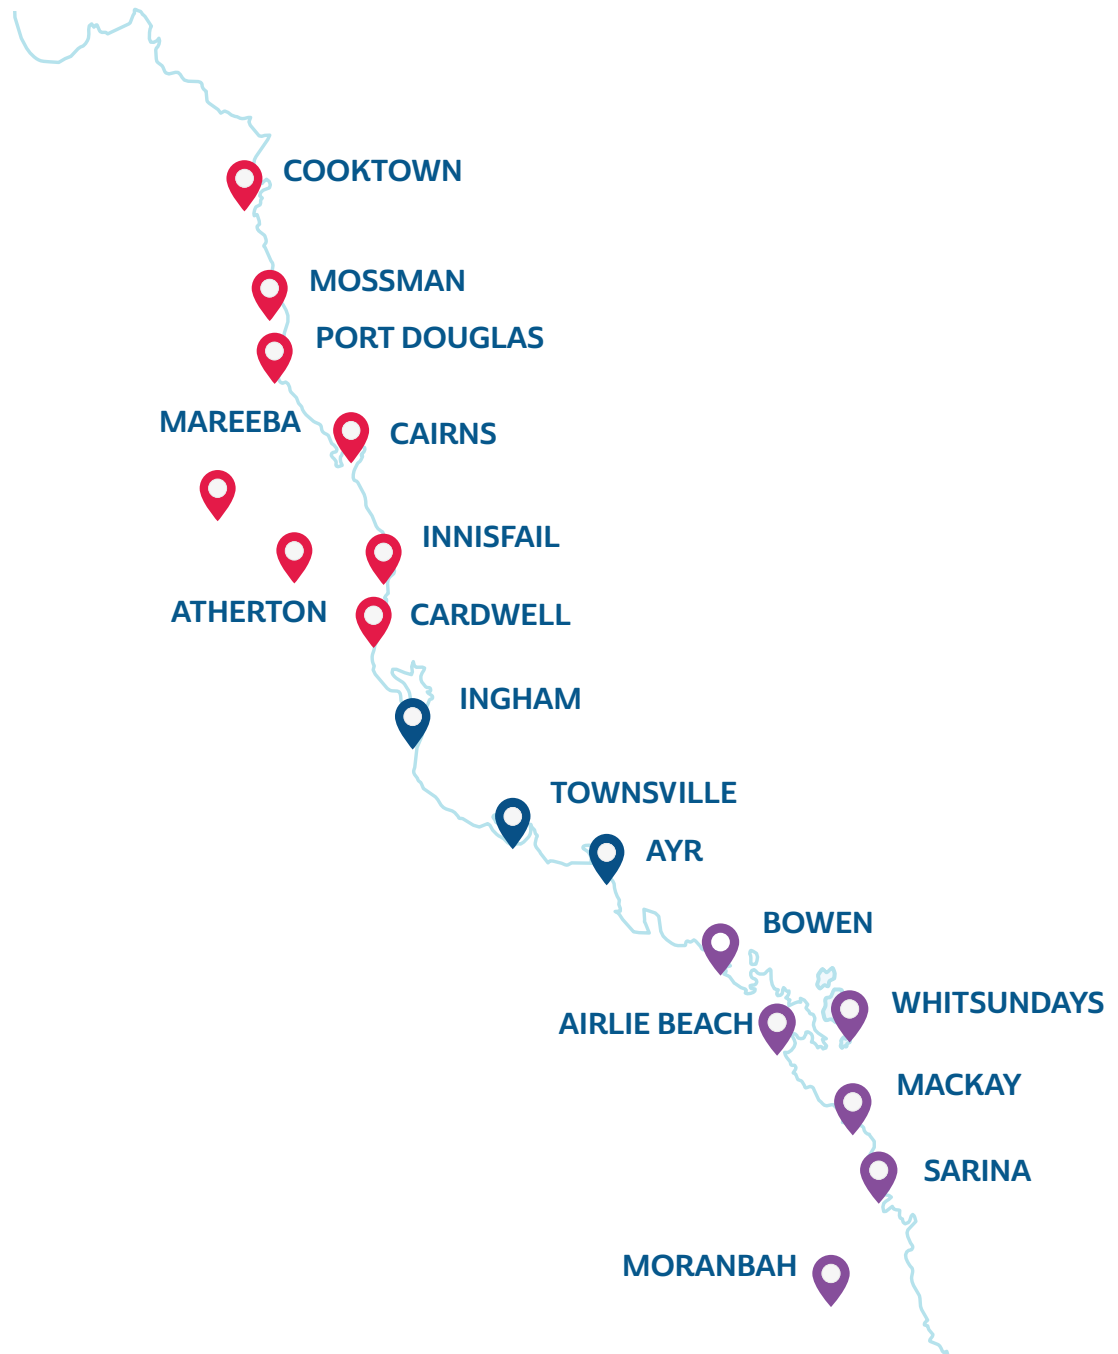 COOKTOWN
MOSSMAN
PORT DOUGLAS
MAREEBA
CAIRNS
INNISFAIL
ATHERTON
CARDWELL
INGHAM
TOWNSVILLE
AYR
BOWEN
WHITSUNDAYS
AIRLIE BEACH
MACKAY
SARINA
MORANBAH